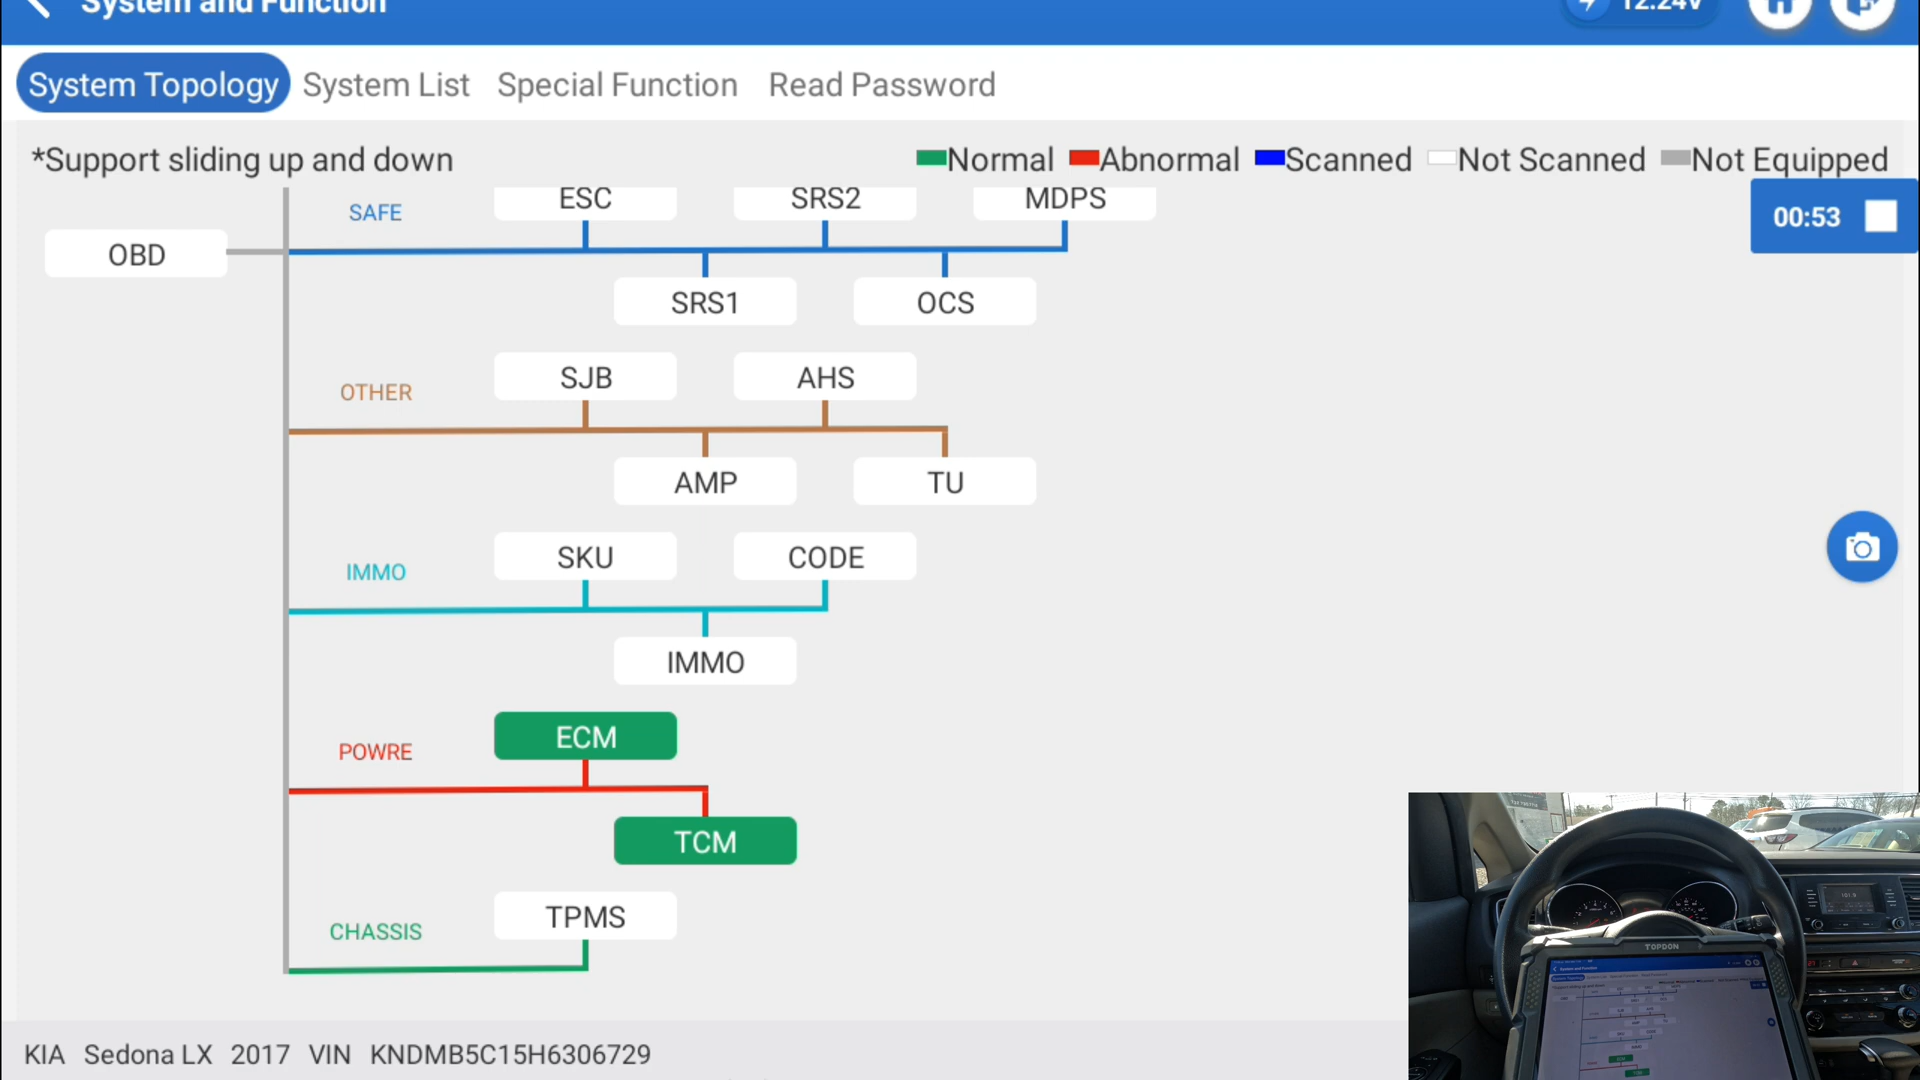 System and Function
12.24V
System Topology System List Special Function Read Password
*Support sliding up and down
Normal Abnormal Scanned Not Scanned Not Equipped
00:53
OBD
SAFE
ESC SRS2 MDPS
SRS1 OCS
OTHER
SJB AHS
AMP TU
IMMO
SKU CODE
IMMO
POWRE
ECM
TCM
CHASSIS
TPMS
KIA Sedona LX 2017 VIN KNDMB5C15H6306729
TOPDON
101.9